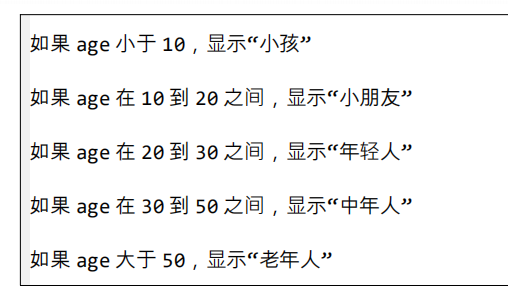 如果 age 小于 10，显示“小孩”
如果 age 在 10 到 20 之间，显示“小朋友”
如果 age 在 20 到 30 之间，显示“年轻人”
如果 age 在 30 到 50 之间，显示“中年人”
如果 age 大于 50，显示“老年人”